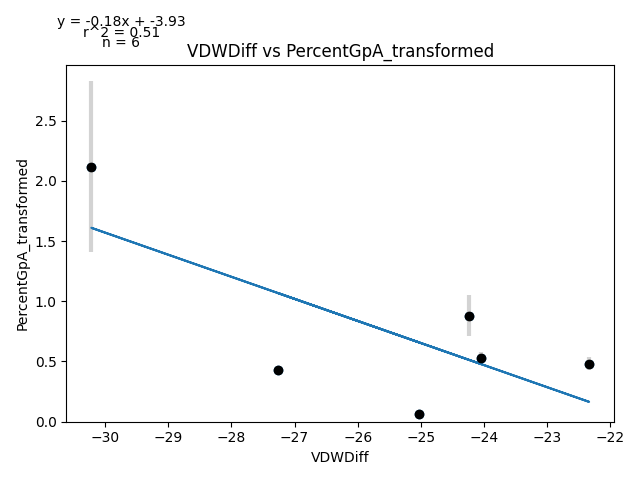 y = -0.18x + -3.93
r^2 = 0.51
n = 6
VDWDiff vs PercentGpA_transformed
PercentGpA_transformed
2.5
2.0
1.5
1.0
0.5
0.0
−30 −29 −28 −27 −26 −25 −24 −23 −22
VDWDiff